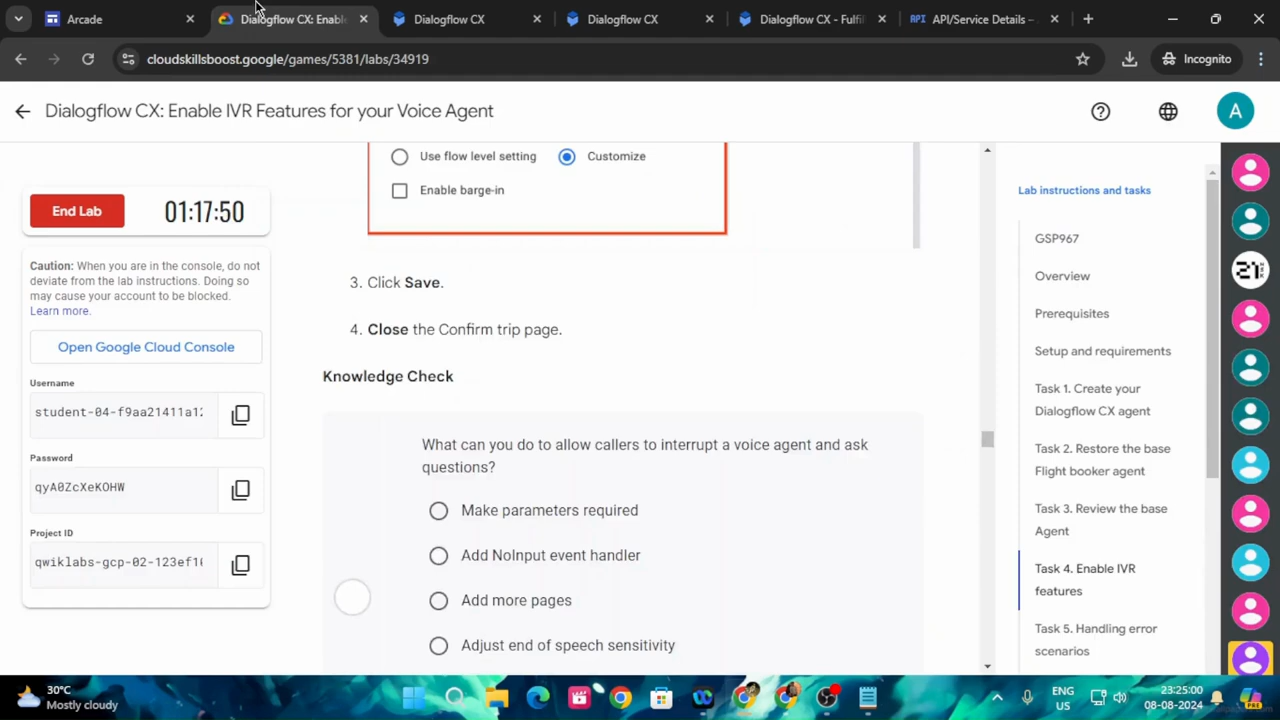 Arcade
Dialogflow CX: Enable
Dialogflow CX
Dialogflow CX
Dialogflow CX - Fulfil
API API/Service Details –
cloudskillsboost.google/games/5381/labs/34919
Incognito
Dialogflow CX: Enable IVR Features for your Voice Agent
A
Use flow level setting
Customize
Enable barge-in
End Lab
01:17:50
Caution: When you are in the console, do not
deviate from the lab instructions. Doing so
may cause your account to be blocked.
Learn more.
Open Google Cloud Console
Username
student-04-f9aa21411a12
Password
qyA0ZcXeKOHW
Project ID
qwiklabs-gcp-02-123ef1
3. Click Save.
4. Close the Confirm trip page.
Knowledge Check
What can you do to allow callers to interrupt a voice agent and ask
questions?
Make parameters required
Add NoInput event handler
Add more pages
Adjust end of speech sensitivity
Lab instructions and tasks
GSP967
Overview
Prerequisites
Setup and requirements
Task 1. Create your
Dialogflow CX agent
Task 2. Restore the base
Flight booker agent
Task 3. Review the base
Agent
Task 4. Enable IVR
features
Task 5. Handling error
scenarios
30°C
Mostly cloudy
ENG
US
23:25:00
08-08-2024
PRE